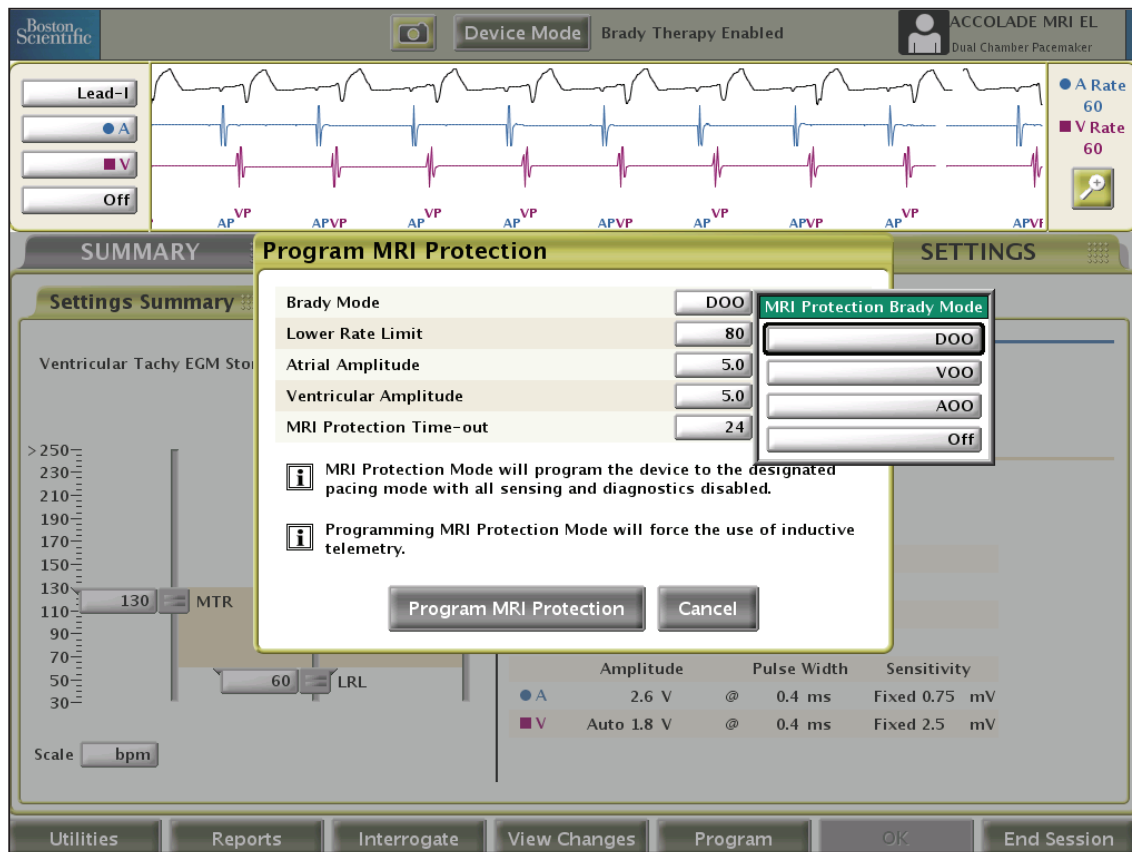 Boston
Scientific
Device Mode
Brady Therapy Enabled
ACCOLADE MRI EL
Dual Chamber Pacemaker
Lead-I
A
V
Off
A Rate
60
V Rate
60
AP VP APVP AP VP AP VP APVP AP VP APVP AP VP APVP
SUMMARY
SETTINGS
Settings Summary
Ventricular Tachy EGM Sto
Program MRI Protection
Brady Mode DOO
Lower Rate Limit 80
Atrial Amplitude 5.0
Ventricular Amplitude 5.0
MRI Protection Time-out 24
MRI Protection Brady Mode
DOO
VOO
AOO
Off
i MRI Protection Mode will program the device to the designated
pacing mode with all sensing and diagnostics disabled.
i Programming MRI Protection Mode will force the use of inductive
telemetry.
Program MRI Protection Cancel
>250
230
210
190
170
150
130
110
90
70
50
30
130 MTR
60 LRL
Scale bpm
Amplitude Pulse Width Sensitivity
A 2.6 V @ 0.4 ms Fixed 0.75 mV
V Auto 1.8 V @ 0.4 ms Fixed 2.5 mV
Utilities Reports Interrogate View Changes Program OK End Session